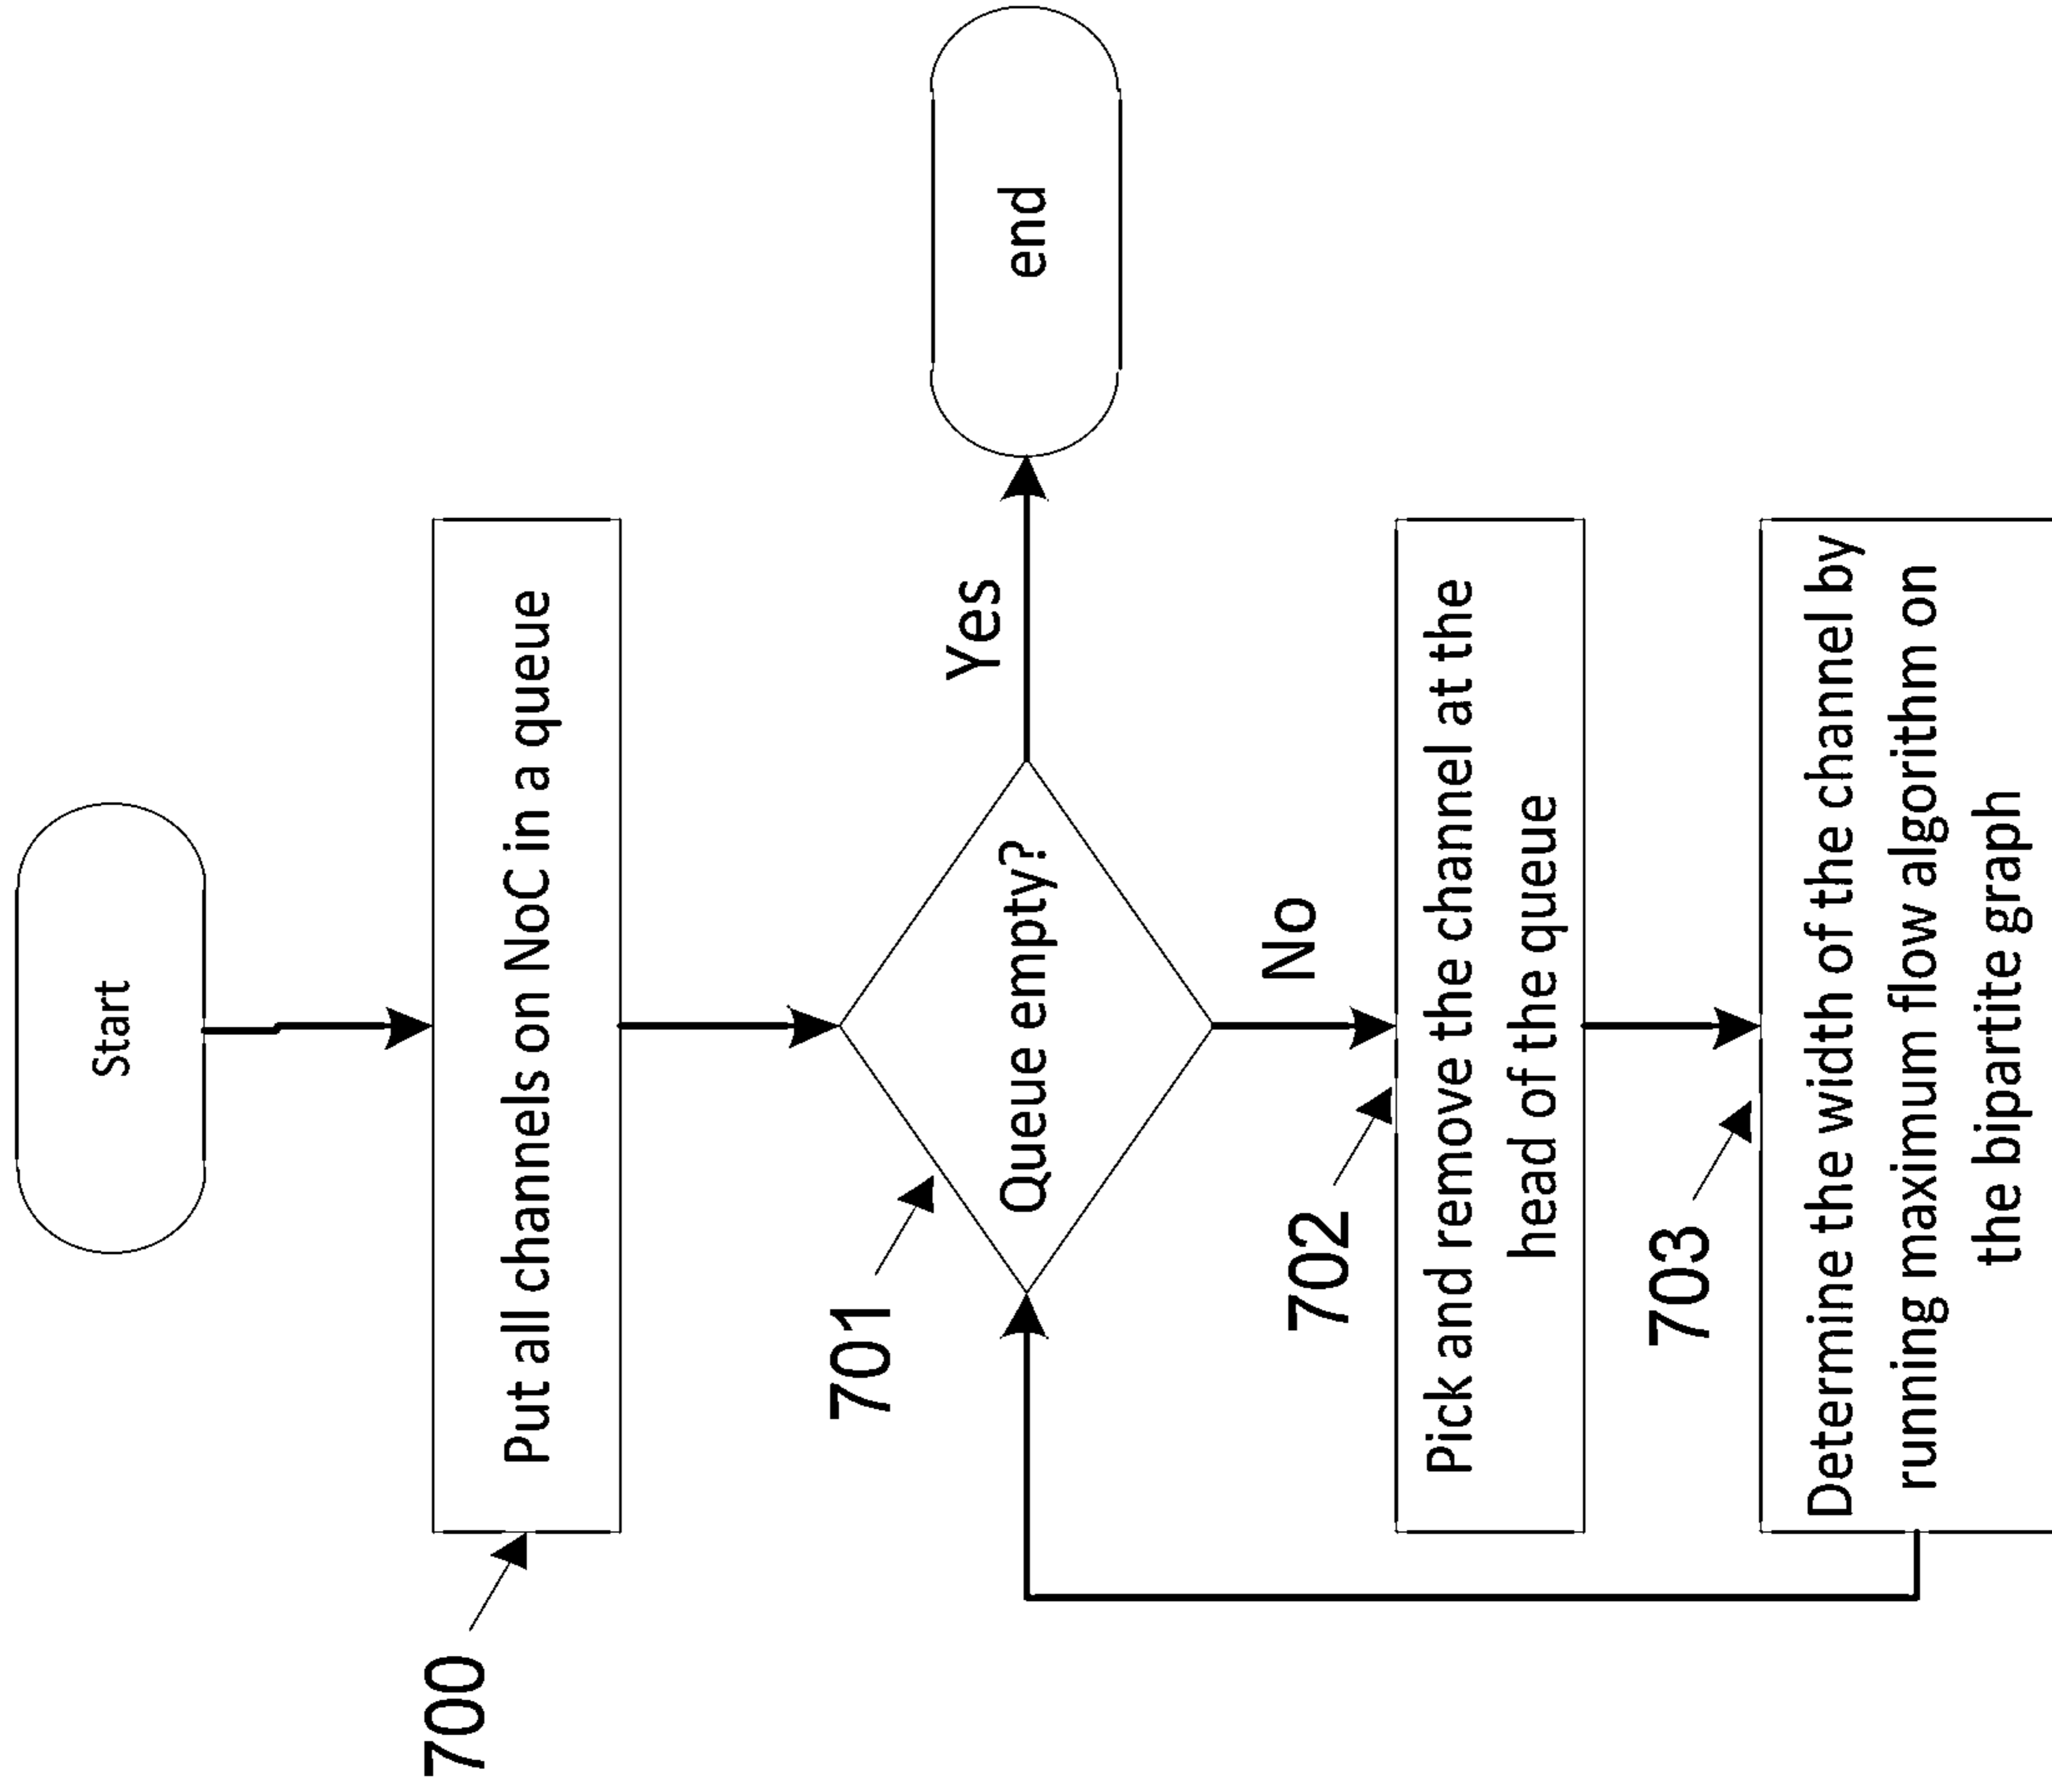 Start
700
Put all channels on NoC in a queue
701
Queue empty?
Yes
end
No
702
Pick and remove the channel at the
head of the queue
703
Determine the width of the channel by
running maximum flow algorithm on
the bipartite graph